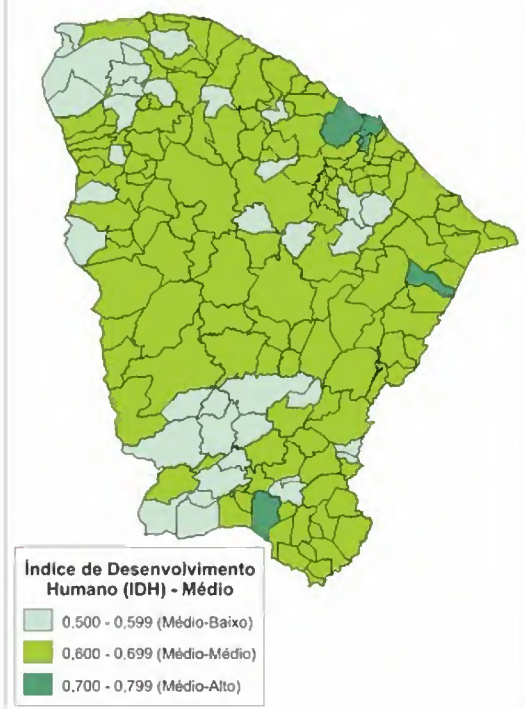 Índice de Desenvolvimento
Humano (IDH) - Médio
0,500 - 0,599 (Médio-Baixo)
0,600 - 0,699 (Médio-Médio)
0,700 - 0,799 (Médio-Alto)